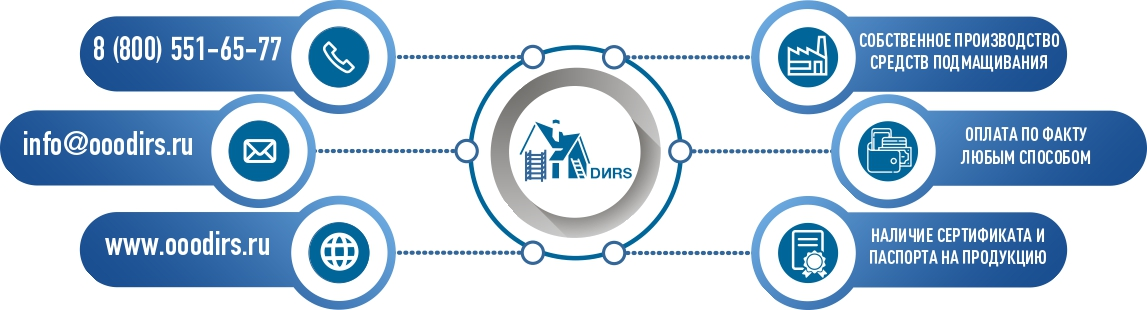 8 (800) 551-65-77
info@ooodirs.ru
www.ooodirs.ru
DИRS
СОБСТВЕННОЕ ПРОИЗВОДСТВО
СРЕДСТВ ПОДМАЩИВАНИЯ
ОПЛАТА ПО ФАКТУ
ЛЮБЫМ СПОСОБОМ
НАЛИЧИЕ СЕРТИФИКАТА И
ПАСПОРТА НА ПРОДУКЦИЮ